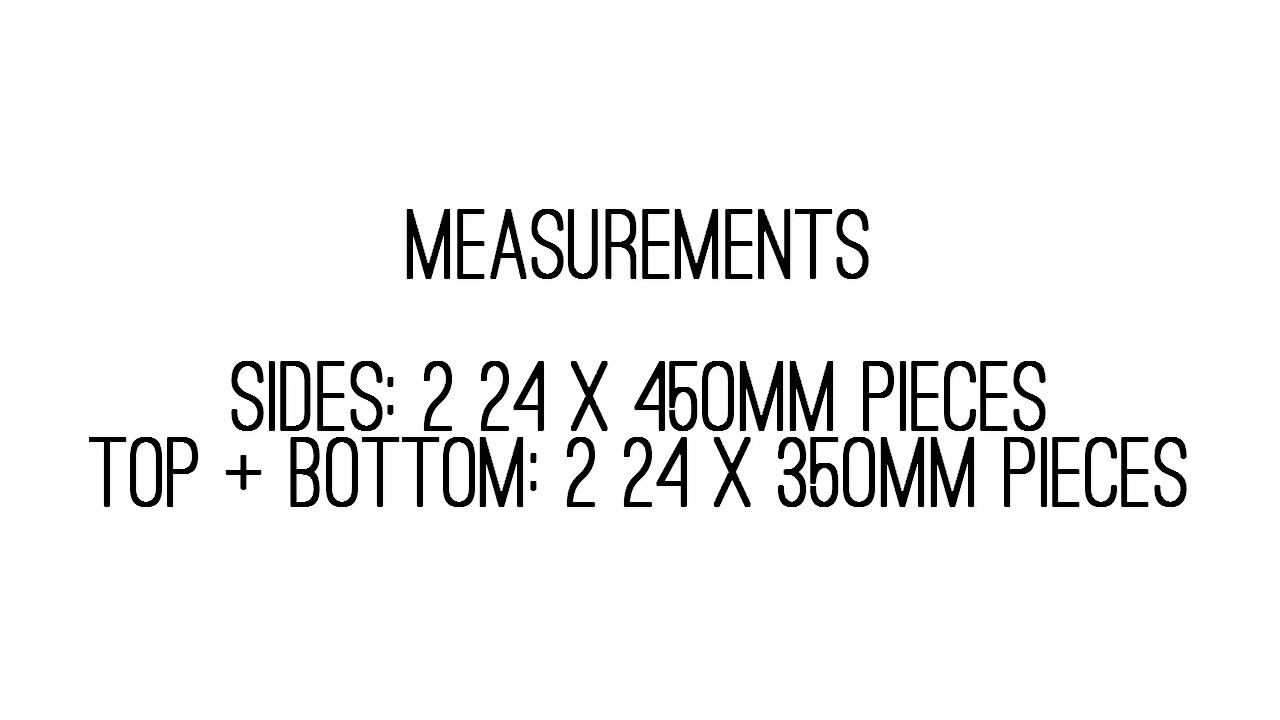 MEASUREMENTS
SIDES: 2 24 X 450MM PIECES
TOP + BOTTOM: 2 24 X 350MM PIECES